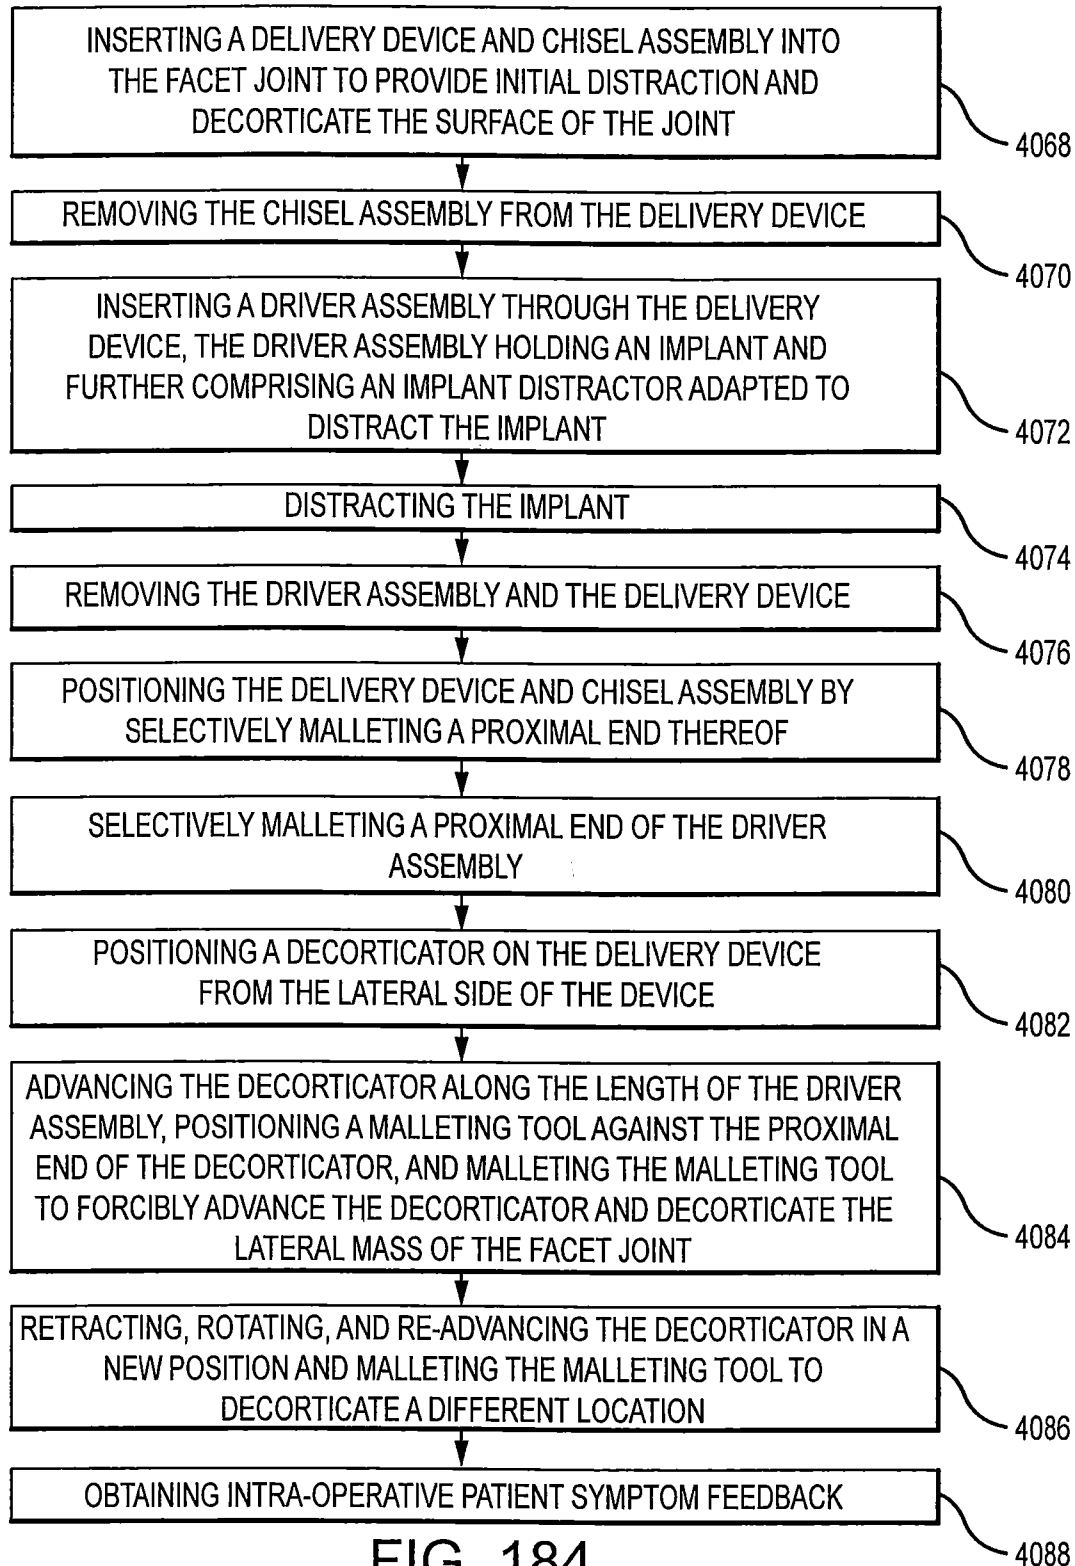 INSERTING A DELIVERY DEVICE AND CHISEL ASSEMBLY INTO
THE FACET JOINT TO PROVIDE INITIAL DISTRACTION AND
DECORTICATE THE SURFACE OF THE JOINT
4068
REMOVING THE CHISEL ASSEMBLY FROM THE DELIVERY DEVICE
4070
INSERTING A DRIVER ASSEMBLY THROUGH THE DELIVERY
DEVICE, THE DRIVER ASSEMBLY HOLDING AN IMPLANT AND
FURTHER COMPRISING AN IMPLANT DISTRACTOR ADAPTED TO
DISTRACT THE IMPLANT
4072
DISTRACTING THE IMPLANT
4074
REMOVING THE DRIVER ASSEMBLY AND THE DELIVERY DEVICE
4076
POSITIONING THE DELIVERY DEVICE AND CHISEL ASSEMBLY BY
SELECTIVELY MALLETING A PROXIMAL END THEREOF
4078
SELECTIVELY MALLETING A PROXIMAL END OF THE DRIVER
ASSEMBLY
4080
POSITIONING A DECORTICATOR ON THE DELIVERY DEVICE
FROM THE LATERAL SIDE OF THE DEVICE
4082
ADVANCING THE DECORTICATOR ALONG THE LENGTH OF THE DRIVER
ASSEMBLY, POSITIONING A MALLETING TOOL AGAINST THE PROXIMAL
END OF THE DECORTICATOR, AND MALLETING THE MALLETING TOOL
TO FORCIBLY ADVANCE THE DECORTICATOR AND DECORTICATE THE
LATERAL MASS OF THE FACET JOINT
4084
RETRACTING, ROTATING, AND RE-ADVANCING THE DECORTICATOR IN A
NEW POSITION AND MALLETING THE MALLETING TOOL TO
DECORTICATE A DIFFERENT LOCATION
4086
OBTAINING INTRA-OPERATIVE PATIENT SYMPTOM FEEDBACK
4088
FIG. 184